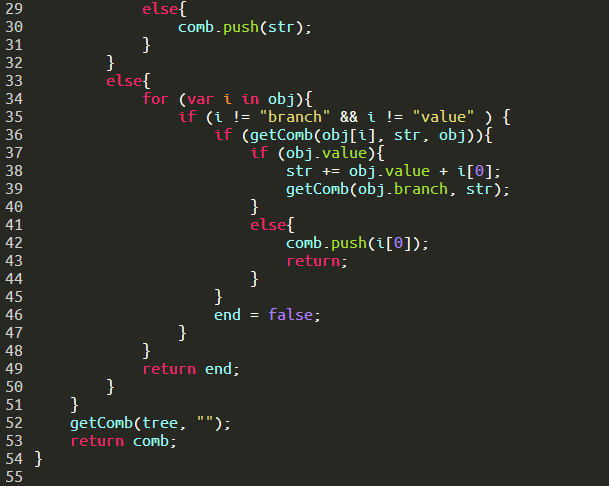 29 else{
30 comb.push(str);
31 }
32 }
33 else{
34 for (var i in obj){
35 if (i != "branch" && i != "value" ) {
36 if (getComb(obj[i], str, obj)){
37 if (obj.value){
38 str += obj.value + i[0];
39 getComb(obj.branch, str);
40 }
41 else{
42 comb.push(i[0]);
43 return;
44 }
45 }
46 end = false;
47 }
48 }
49 return end;
50 }
51 }
52 getComb(tree, "");
53 return comb;
54 }
55